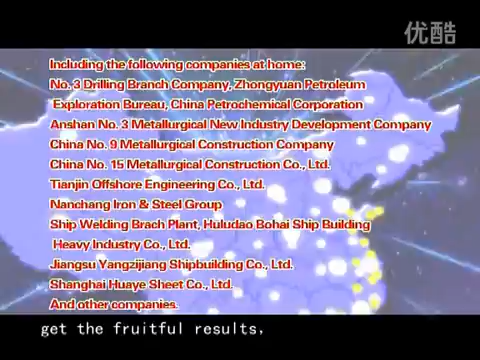 优酷
Including the following companies at home:
No. 3 Drilling Branch Company, Zhongyuan Petroleum
Exploration Bureau, China Petrochemical Corporation
Anshan No. 3 Metallurgical New Industry Development Company
China No. 9 Metallurgical Construction Company
China No. 15 Metallurgical Construction Co., Ltd.
Tianjin Offshore Engineering Co., Ltd.
Nanchang Iron & Steel Group
Ship Welding Brach Plant, Huludao Bohai Ship Building
Heavy Industry Co., Ltd.
Jiangsu Yangzijiang Shipbuilding Co., Ltd.
Shanghai Huaye Sheet Co., Ltd.
And other companies.
get the fruitful results,